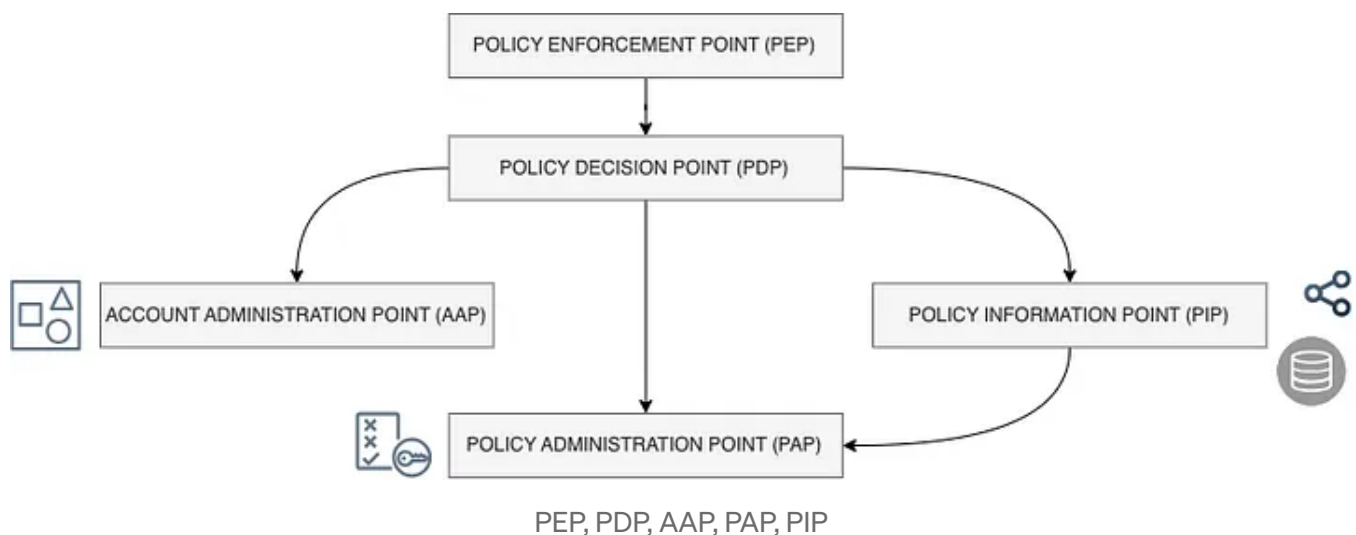 POLICY ENFORCEMENT POINT (PEP)
POLICY DECISION POINT (PDP)
ACCOUNT ADMINISTRATION POINT (AAP)
POLICY INFORMATION POINT (PIP)
POLICY ADMINISTRATION POINT (PAP)
PEP, PDP, AAP, PAP, PIP